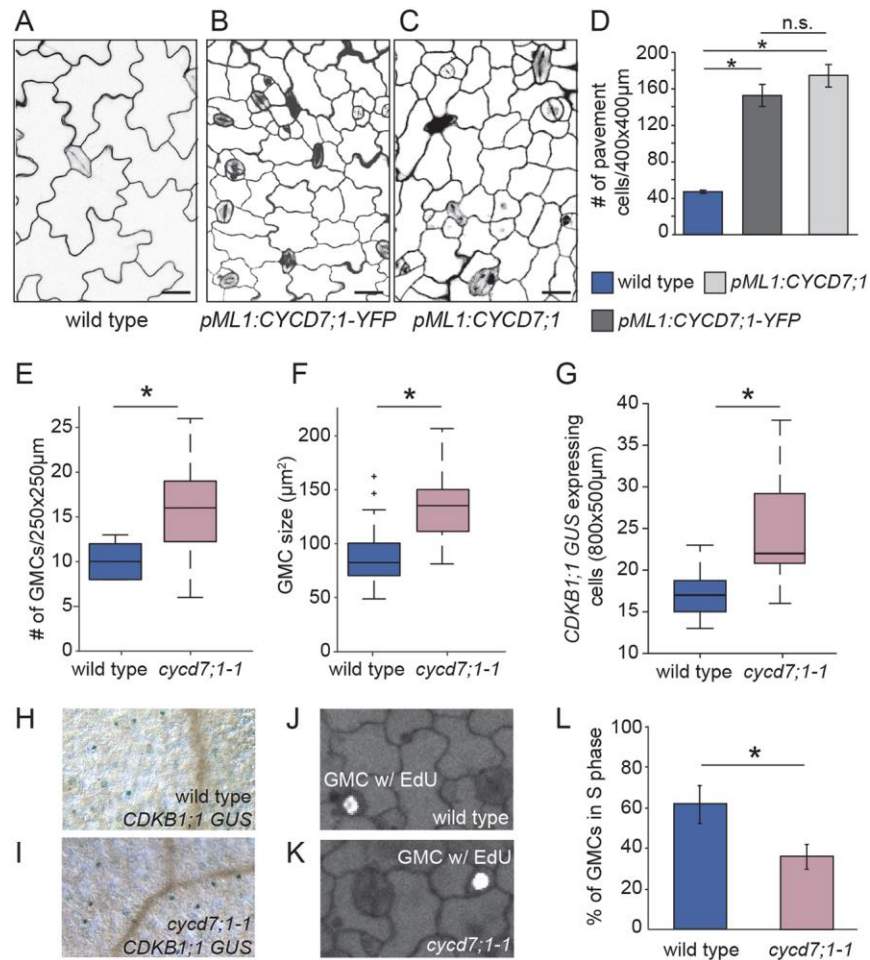 A
B
C
D
wild type
pML1:CYCD7;1-YFP
pML1:CYCD7;1
# of pavement
cells/400x400µm
200
160
120
80
40
0
n.s.
*
*
wild type
pML1:CYCD7;1
pML1:CYCD7;1-YFP
E
# of GMCs/250x250µm
25
20
15
10
5
0
*
wild type
cycd7;1-1
F
GMC size (µm²)
200
150
100
50
0
*
wild type
cycd7;1-1
G
CDKB1;1 GUS expressing
cells (800x500µm)
40
35
30
25
20
15
10
*
wild type
cycd7;1-1
H
wild type
CDKB1;1 GUS
I
cycd7;1-1
CDKB1;1 GUS
J
GMC w/ EdU
wild type
K
GMC w/ EdU
cycd7;1-1
L
% of GMCs in S phase
100
80
60
40
20
0
*
wild type
cycd7;1-1